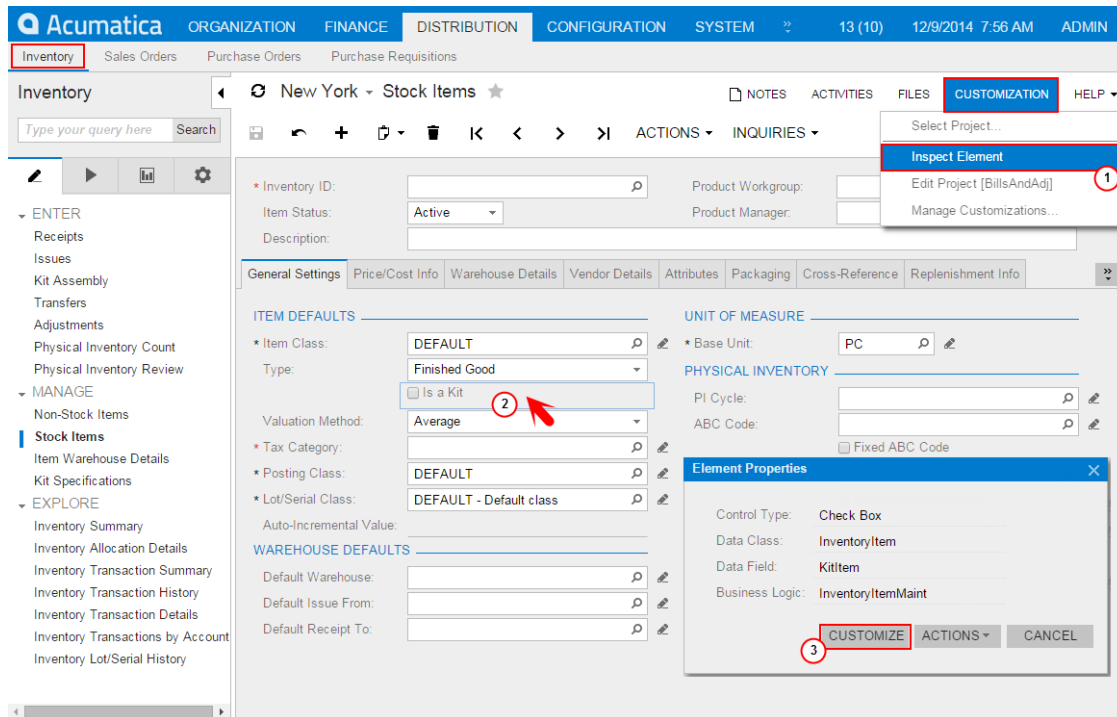 Acumatica ORGANIZATION FINANCE DISTRIBUTION CONFIGURATION SYSTEM 13 (10) 12/9/2014 7:56 AM ADMIN
Inventory Sales Orders Purchase Orders Purchase Requisitions
Inventory
New York - Stock Items
NOTES ACTIVITIES FILES CUSTOMIZATION HELP
Type your query here Search
ACTIONS INQUIRIES
Select Project...
Inspect Element
1
Edit Project [BillsAndAdj]
Manage Customizations...
ENTER
Receipts
Issues
Kit Assembly
Transfers
Adjustments
Physical Inventory Count
Physical Inventory Review
MANAGE
Non-Stock Items
Stock Items
Item Warehouse Details
Kit Specifications
EXPLORE
Inventory Summary
Inventory Allocation Details
Inventory Transaction Summary
Inventory Transaction History
Inventory Transaction Details
Inventory Transactions by Account
Inventory Lot/Serial History
* Inventory ID: Product Workgroup:
Item Status: Active Product Manager:
Description:
General Settings Price/Cost Info Warehouse Details Vendor Details Attributes Packaging Cross-Reference Replenishment Info
ITEM DEFAULTS
* Item Class: DEFAULT
Type: Finished Good
Is a Kit
2
Valuation Method: Average
* Tax Category:
* Posting Class: DEFAULT
* Lot/Serial Class: DEFAULT - Default class
Auto-Incremental Value:
WAREHOUSE DEFAULTS
Default Warehouse:
Default Issue From:
Default Receipt To:
UNIT OF MEASURE
* Base Unit: PC
PHYSICAL INVENTORY
PI Cycle:
ABC Code:
Fixed ABC Code
Element Properties
Control Type: Check Box
Data Class: InventoryItem
Data Field: KitItem
Business Logic: InventoryItemMaint
CUSTOMIZE ACTIONS CANCEL
3